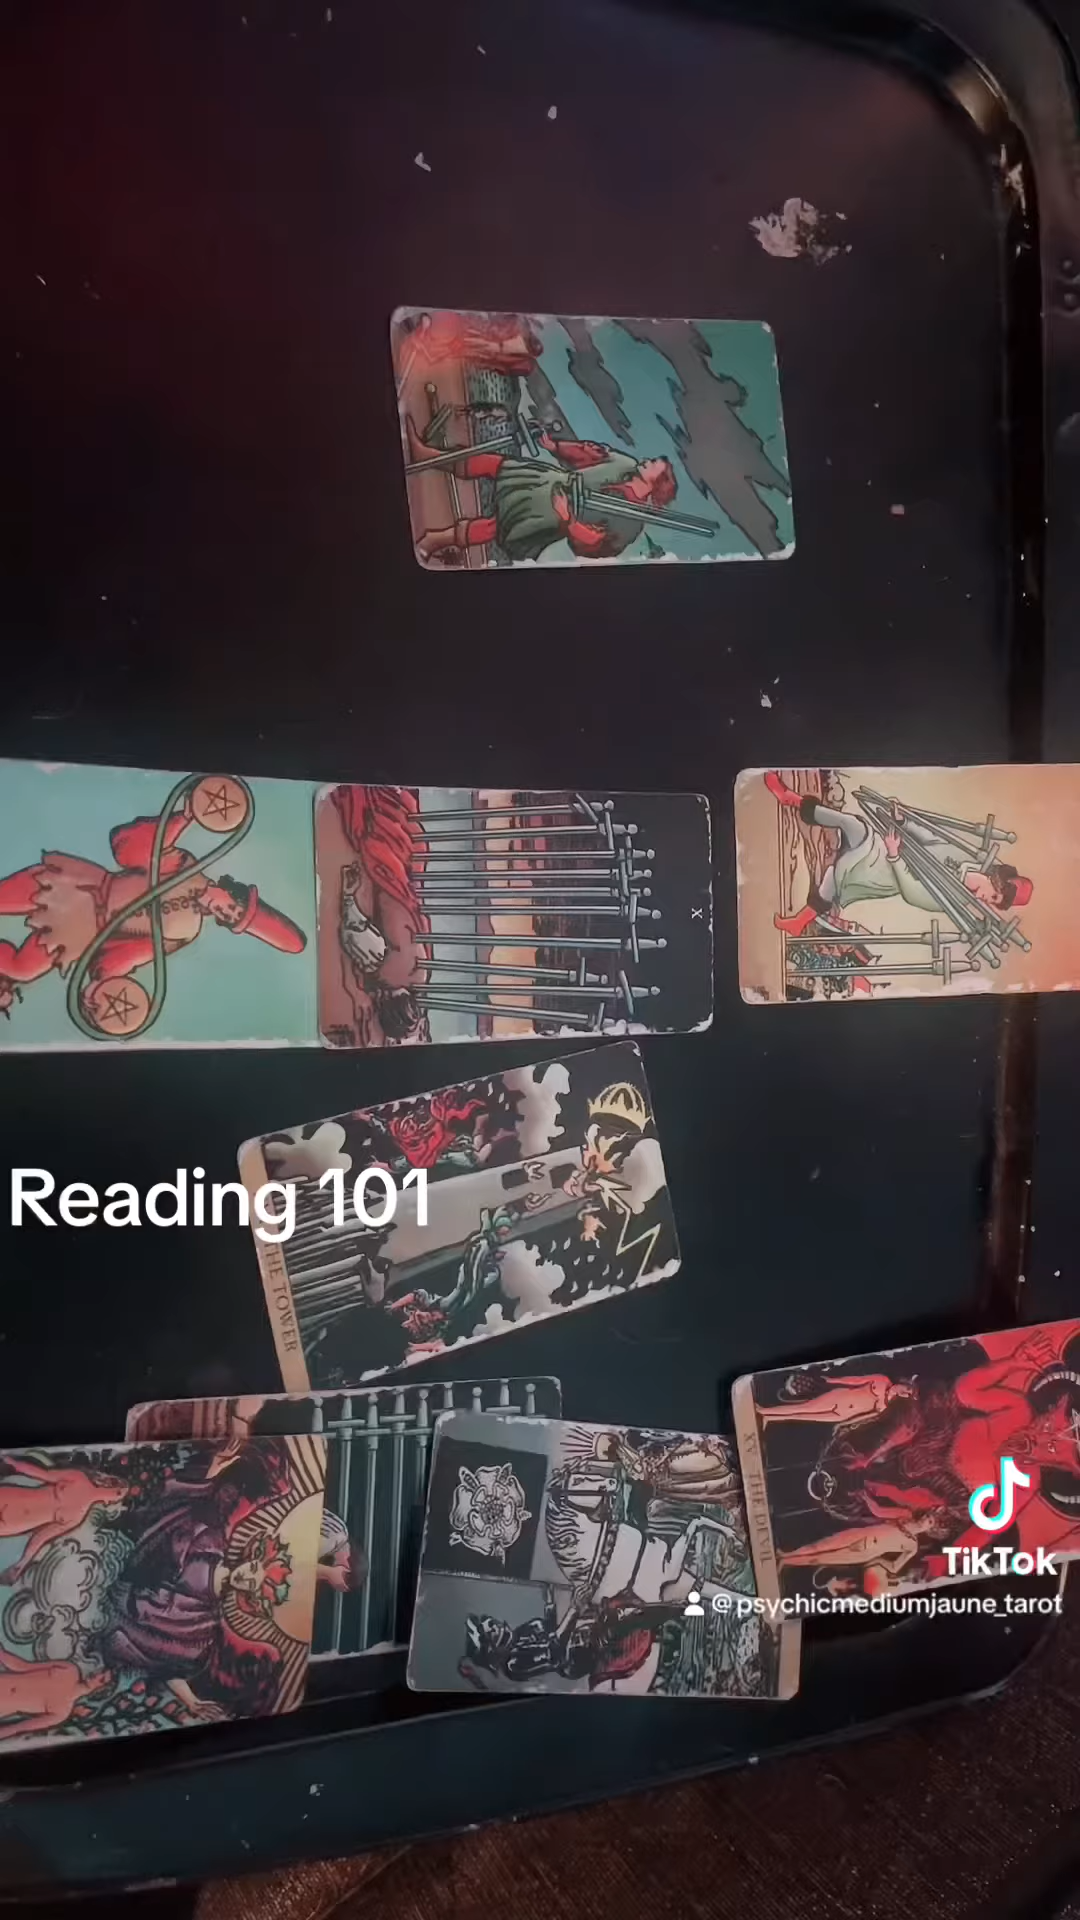 X
Reading 101
THE TOWER
XV THE DEVIL
TikTok
@psychicmediumjaune_tarot